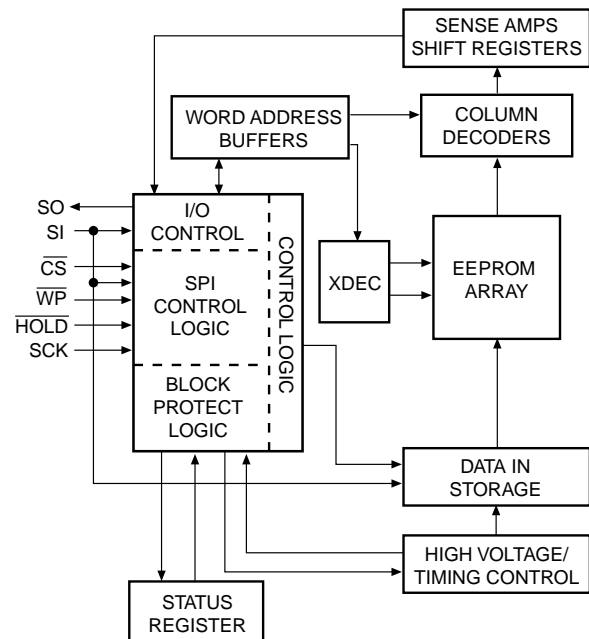 SENSE AMPS
SHIFT REGISTERS
WORD ADDRESS
BUFFERS
COLUMN
DECODERS
SO
SI
CS
WP
HOLD
SCK
I/O
CONTROL
SPI
CONTROL
LOGIC
BLOCK
PROTECT
LOGIC
CONTROL LOGIC
XDEC
EEPROM
ARRAY
DATA IN
STORAGE
HIGH VOLTAGE/
TIMING CONTROL
STATUS
REGISTER